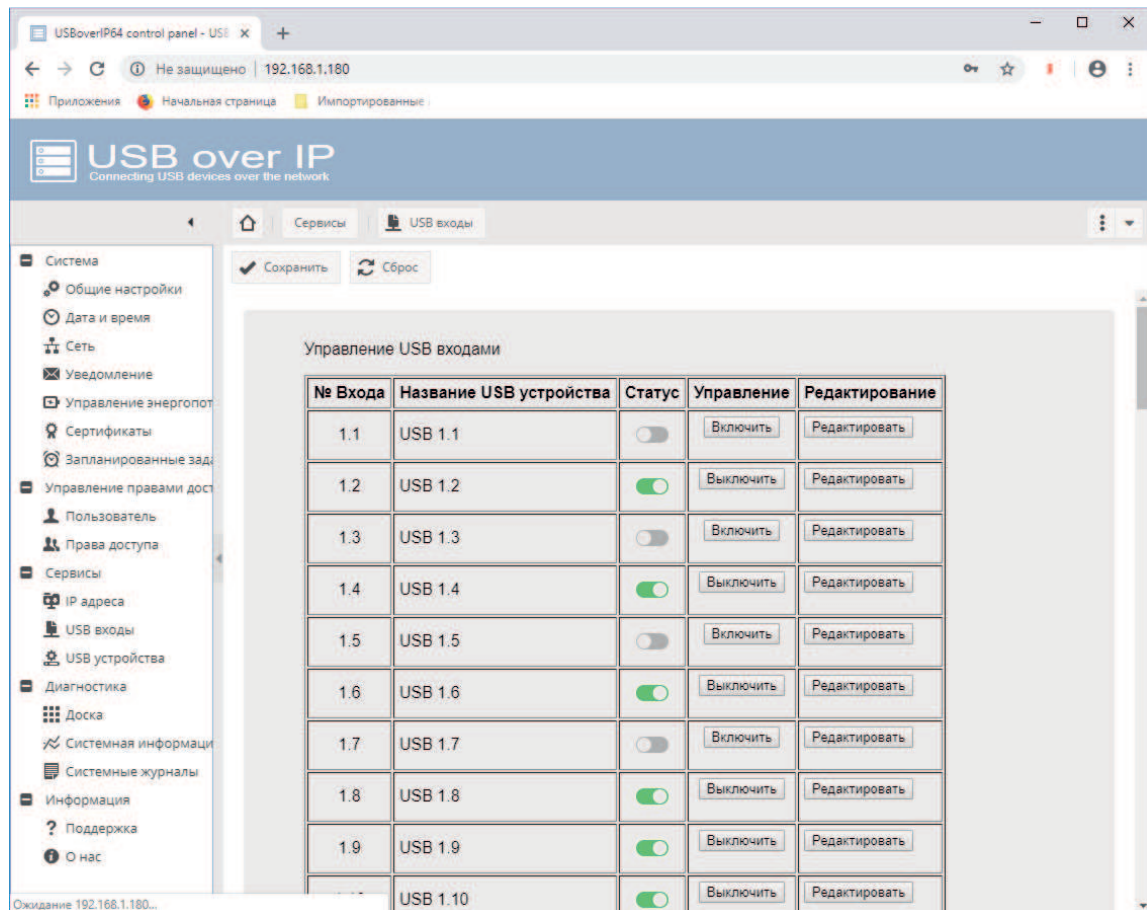 USBoverIP64 control panel - USB
Не защищено 192.168.1.180
Приложения Начальная страница Импортированные
USB over IP
Connecting USB devices over the network
Сервисы USB входы
Сохранить Сброс
Система
Общие настройки
Дата и время
Сеть
Уведомление
Управление энергопот
Сертификаты
Запланированные зада
Управление правами дост
Пользователь
Права доступа
Сервисы
IP адреса
USB входы
USB устройства
Диагностика
Доска
Системная информаци
Системные журналы
Информация
Поддержка
О нас
Ожидание 192.168.1.180...
Управление USB входами
№ Входа Название USB устройства Статус Управление Редактирование
1.1 USB 1.1 Включить Редактировать
1.2 USB 1.2 Выключить Редактировать
1.3 USB 1.3 Включить Редактировать
1.4 USB 1.4 Выключить Редактировать
1.5 USB 1.5 Включить Редактировать
1.6 USB 1.6 Выключить Редактировать
1.7 USB 1.7 Включить Редактировать
1.8 USB 1.8 Выключить Редактировать
1.9 USB 1.9 Выключить Редактировать
USB 1.10 Выключить Редактировать